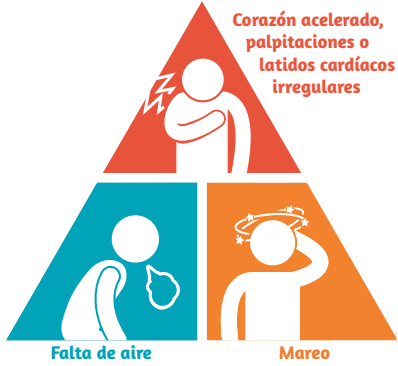 Corazón acelerado,
palpitaciones o
latidos cardíacos
irregulares
Falta de aire
Mareo